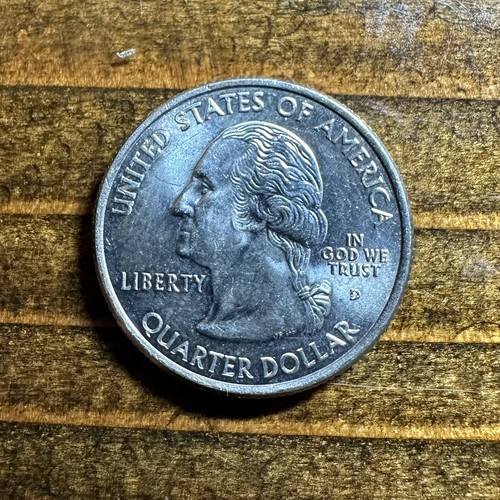 UNITED STATES OF AMERICA
LIBERTY
IN
GOD WE
TRUST
D
QUARTER DOLLAR